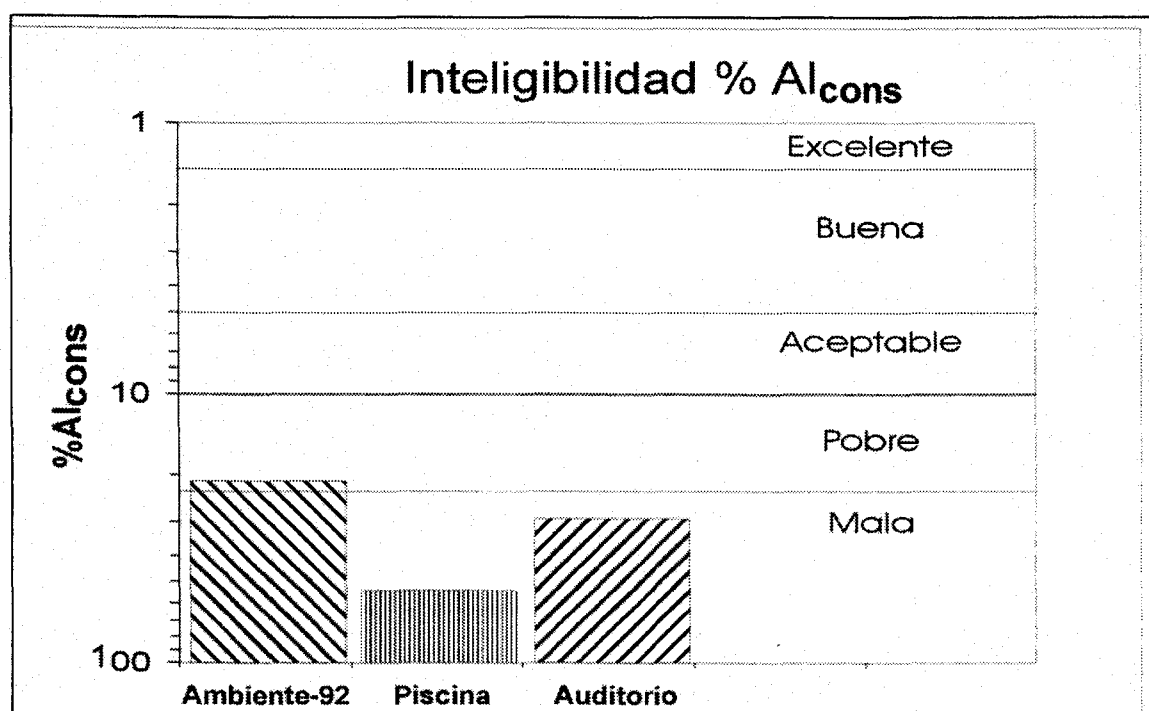 Inteligibilidad % Alcons
1
Excelente
Buena
Aceptable
10
Pobre
Mala
100
%Alcons
Ambiente-92 Piscina Auditorio